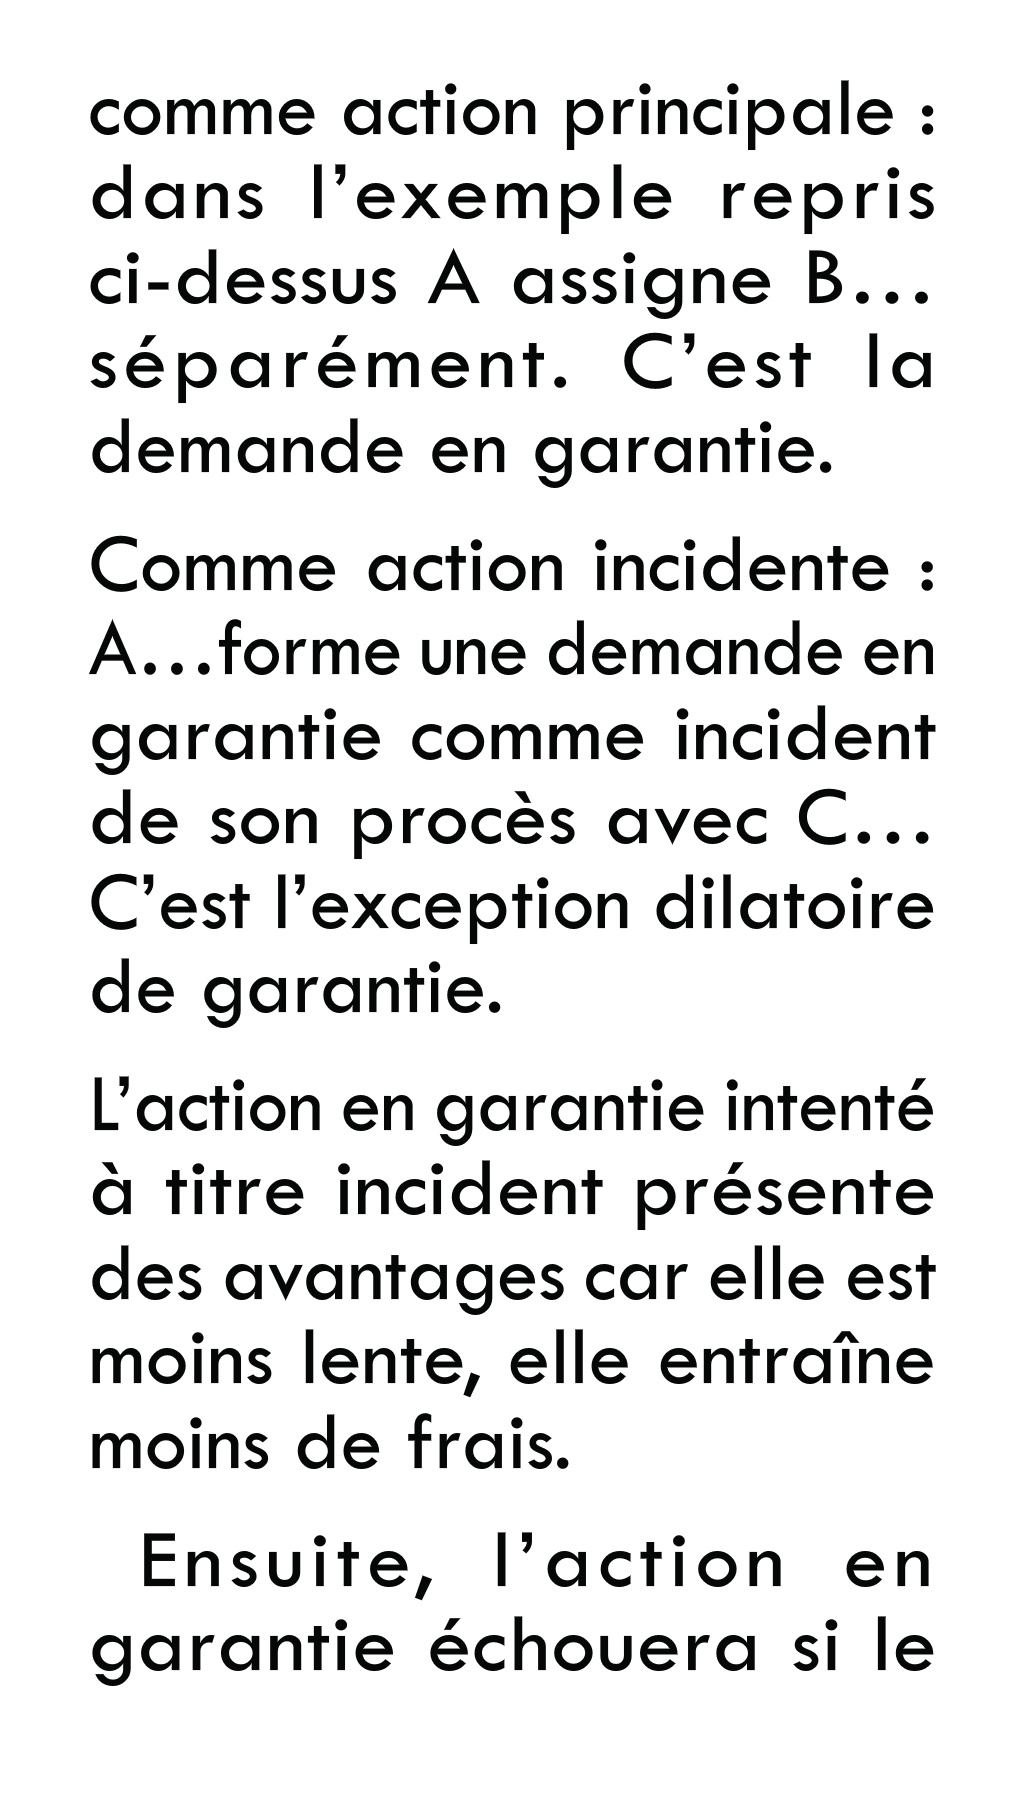 comme action principale :
dans l’exemple repris
ci-dessus A assigne B…
séparément. C’est la
demande en garantie.
Comme action incidente :
A…forme une demande en
garantie comme incident
de son procès avec C…
C’est l’exception dilatoire
de garantie.
L’action en garantie intenté
à titre incident présente
des avantages car elle est
moins lente, elle entraîne
moins de frais.
Ensuite, l’action en
garantie échouera si le